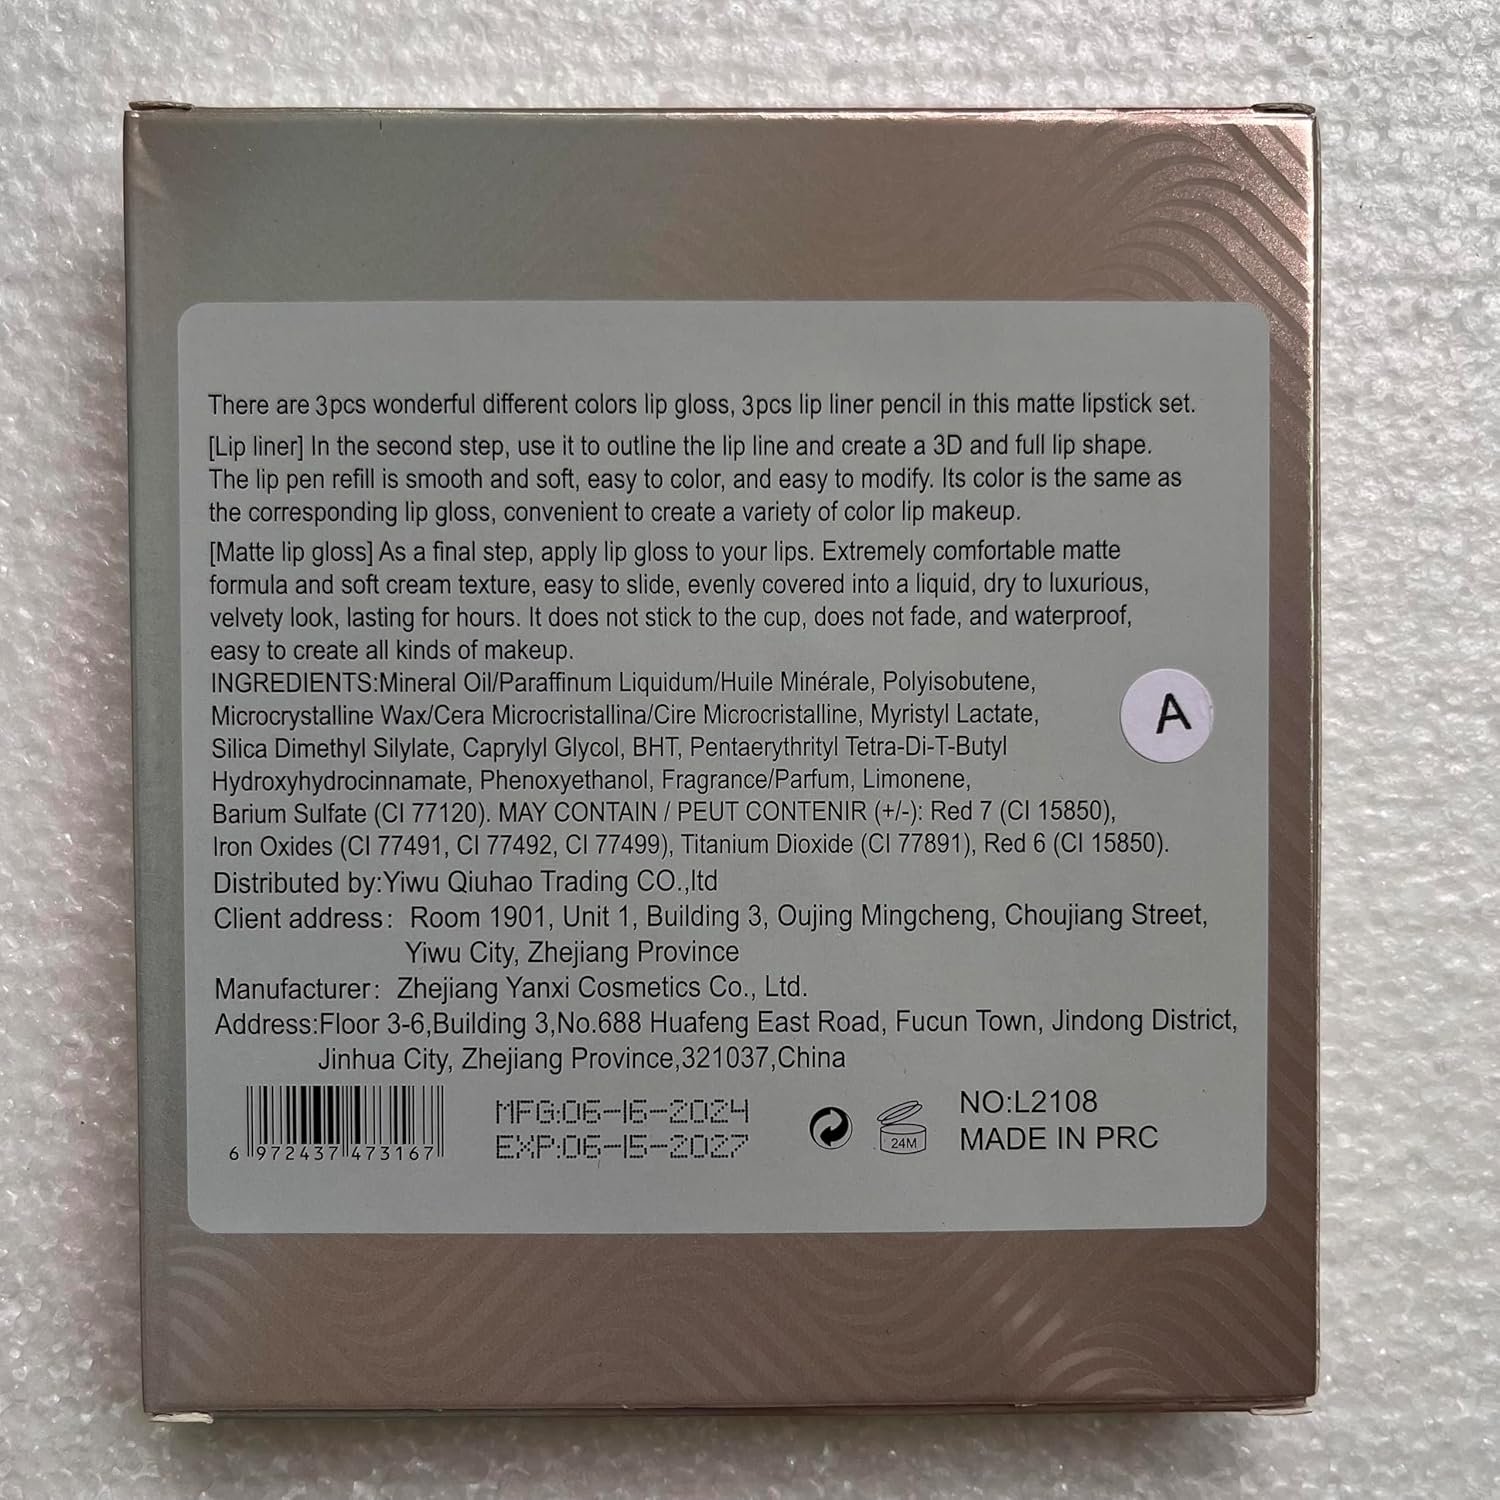 There are 3pcs wonderful different colors lip gloss, 3pcs lip liner pencil in this matte lipstick set.
[Lip liner] In the second step, use it to outline the lip line and create a 3D and full lip shape.
The lip pen refill is smooth and soft, easy to color, and easy to modify. Its color is the same as
the corresponding lip gloss, convenient to create a variety of color lip makeup.
[Matte lip gloss] As a final step, apply lip gloss to your lips. Extremely comfortable matte
formula and soft cream texture, easy to slide, evenly covered into a liquid, dry to luxurious,
velvety look, lasting for hours. It does not stick to the cup, does not fade, and waterproof,
easy to create all kinds of makeup.
INGREDIENTS:Mineral Oil/Paraffinum Liquidum/Huile Minérale, Polyisobutene,
Microcrystalline Wax/Cera Microcristallina/Cire Microcristalline, Myristyl Lactate,
Silica Dimethyl Silylate, Caprylyl Glycol, BHT, Pentaerythrityl Tetra-Di-T-Butyl
Hydroxyhydrocinnamate, Phenoxyethanol, Fragrance/Parfum, Limonene,
Barium Sulfate (CI 77120). MAY CONTAIN / PEUT CONTENIR (+/-): Red 7 (CI 15850),
Iron Oxides (CI 77491, CI 77492, CI 77499), Titanium Dioxide (CI 77891), Red 6 (CI 15850).
A
Distributed by:Yiwu Qiuhao Trading CO.,ltd
Client address: Room 1901, Unit 1, Building 3, Oujing Mingcheng, Choujiang Street,
Yiwu City, Zhejiang Province
Manufacturer: Zhejiang Yanxi Cosmetics Co., Ltd.
Address:Floor 3-6,Building 3,No.688 Huafeng East Road, Fucun Town, Jindong District,
Jinhua City, Zhejiang Province,321037,China
6 972437 473167
MFG:06-16-2024
EXP:06-15-2027
24M
NO:L2108
MADE IN PRC